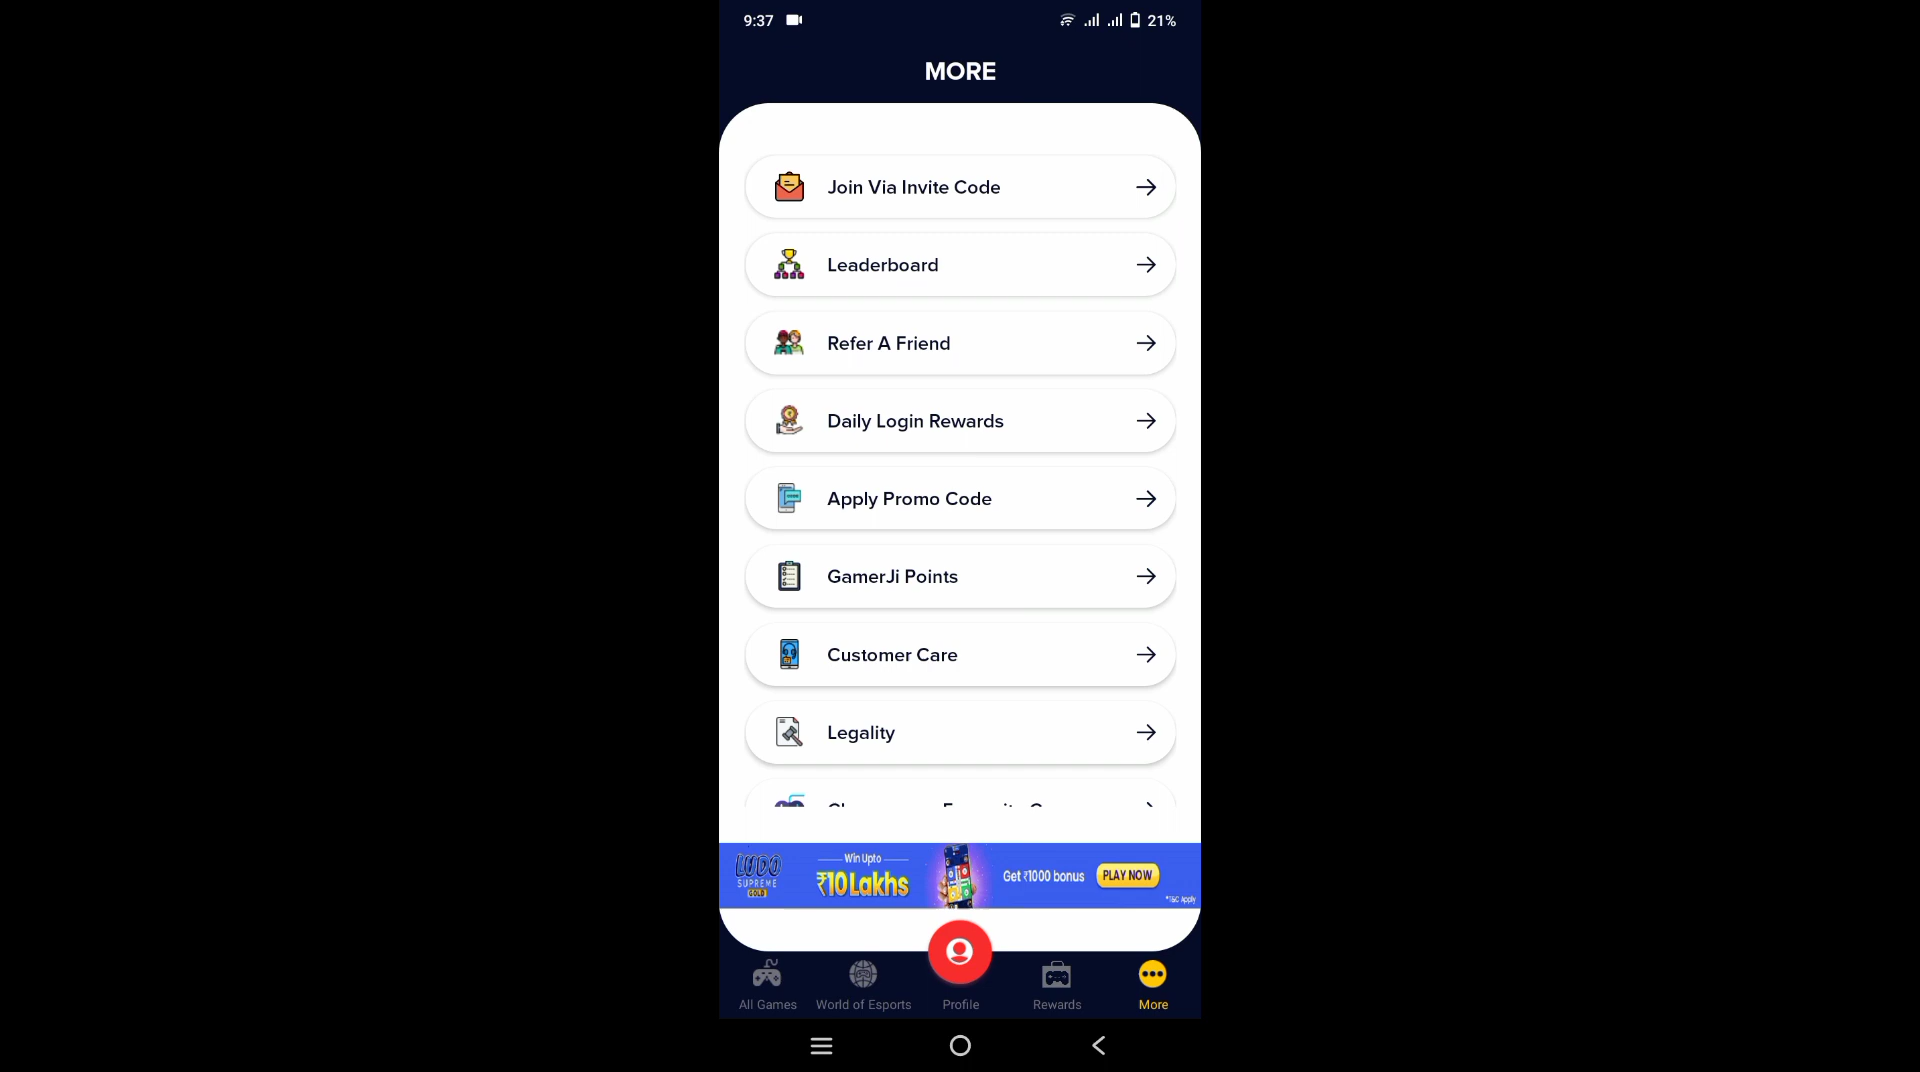 9:37
21%
MORE
Join Via Invite Code
Leaderboard
Refer A Friend
Daily Login Rewards
Apply Promo Code
GamerJi Points
Customer Care
Legality
LUDO
SUPREME
GOLD
Win Upto
₹10Lakhs
Get ₹1000 bonus
PLAY NOW
*T&C Apply
All Games
World of Esports
Profile
Rewards
More